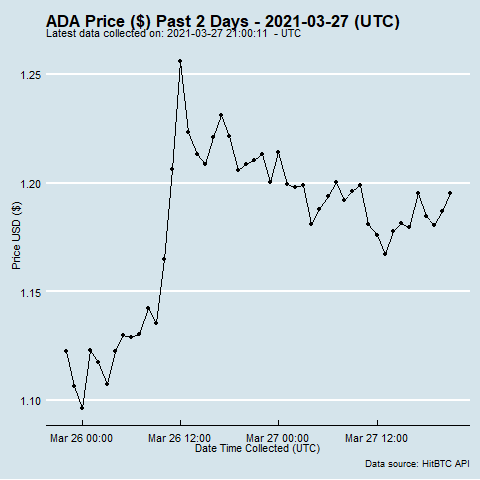 ADA Price ($) Past 2 Days - 2021-03-27 (UTC)
Latest data collected on: 2021-03-27 21:00:11 - UTC
1.25
1.20
1.15
1.10
Price USD ($)
Mar 26 00:00 Mar 26 12:00 Mar 27 00:00 Mar 27 12:00
Date Time Collected (UTC)
Data source: HitBTC API